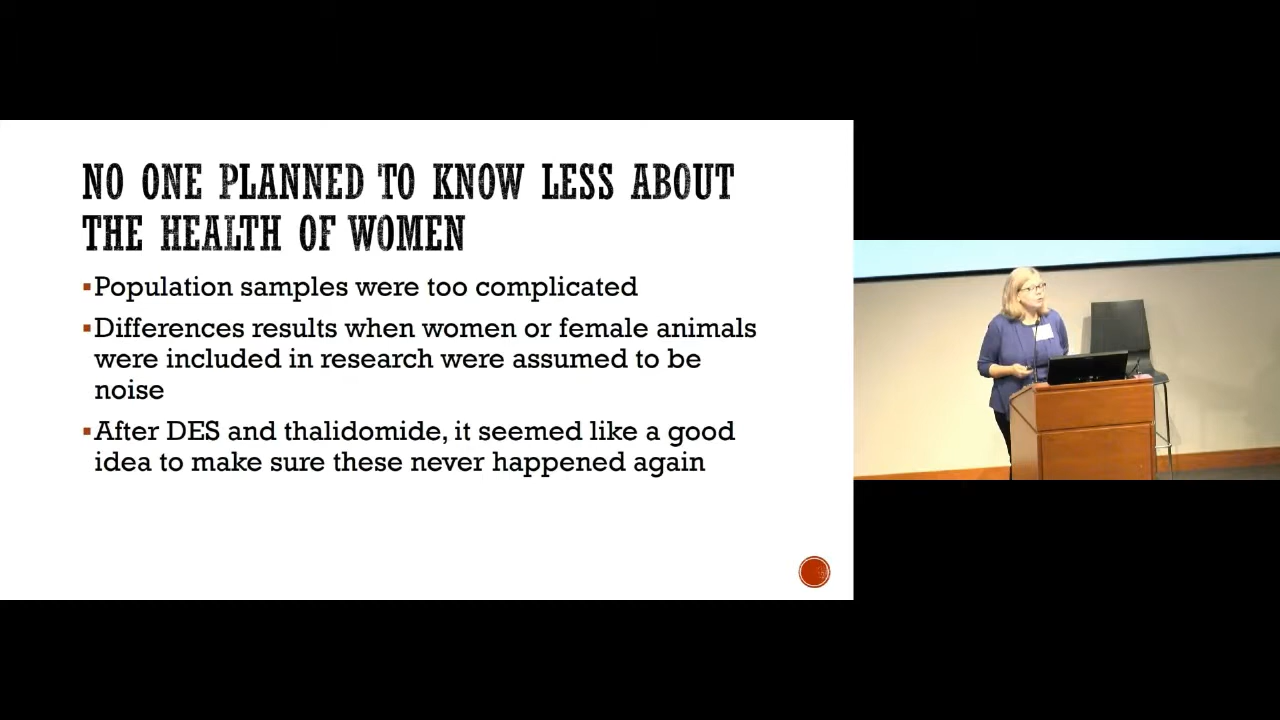 NO ONE PLANNED TO KNOW LESS ABOUT
THE HEALTH OF WOMEN
▪Population samples were too complicated
▪Differences results when women or female animals
were included in research were assumed to be
noise
▪After DES and thalidomide, it seemed like a good
idea to make sure these never happened again